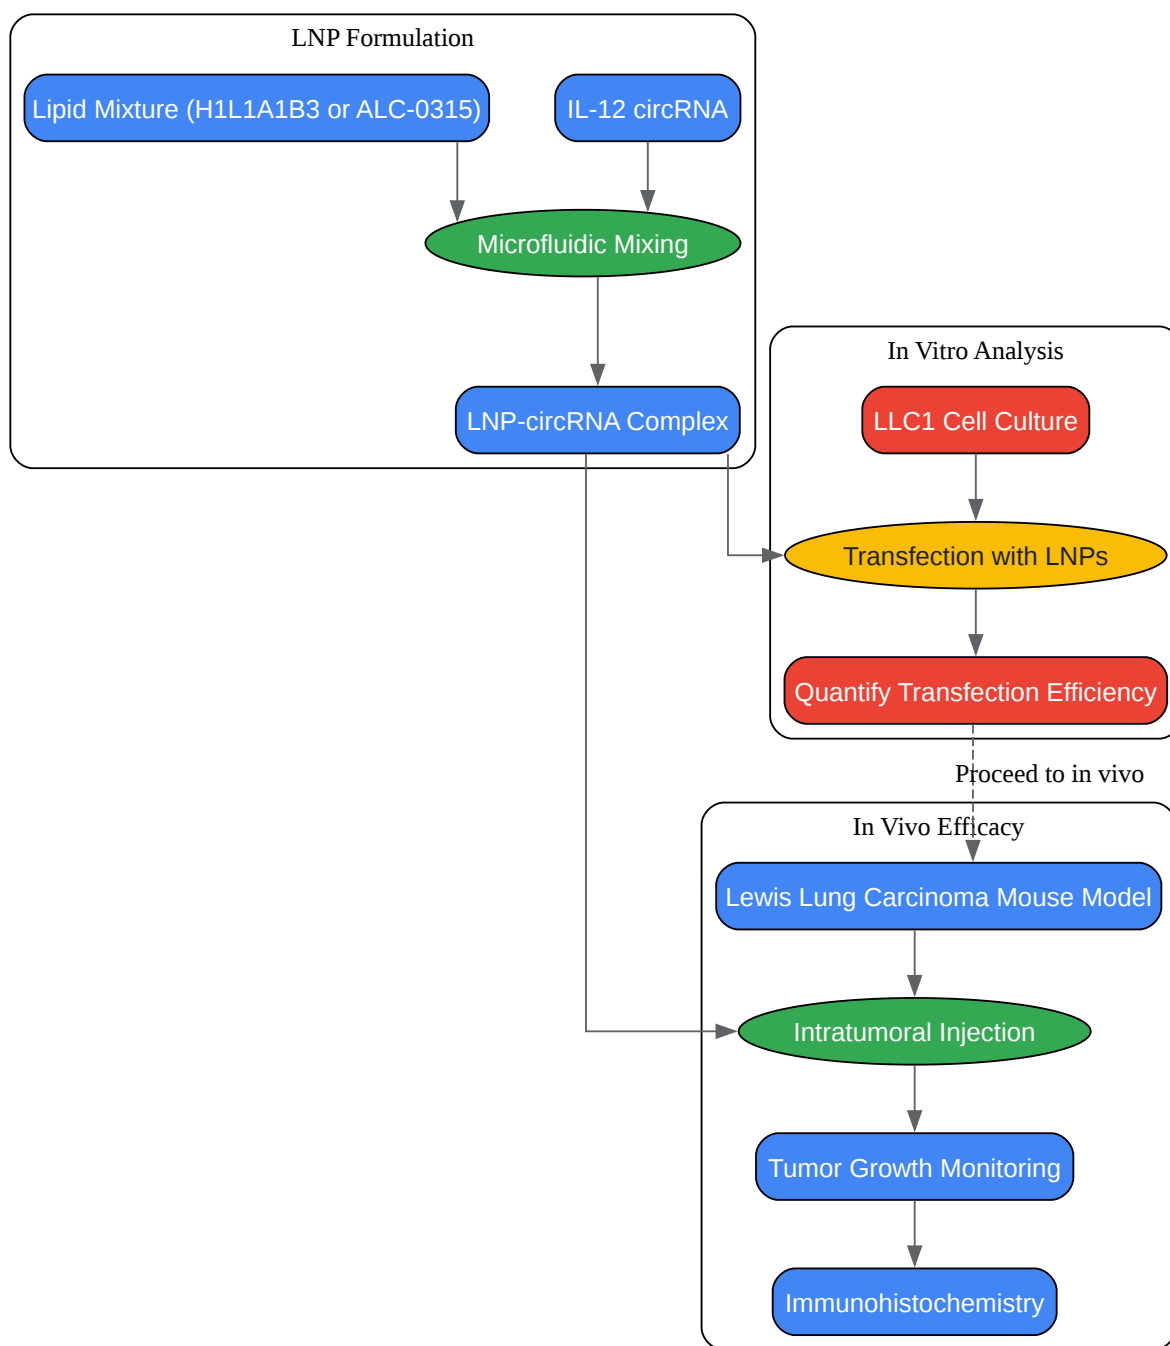 LNP Formulation
Lipid Mixture (H1L1A1B3 or ALC-0315)
IL-12 circRNA
Microfluidic Mixing
LNP-circRNA Complex
In Vitro Analysis
LLC1 Cell Culture
Transfection with LNPs
Quantify Transfection Efficiency
Proceed to in vivo
In Vivo Efficacy
Lewis Lung Carcinoma Mouse Model
Intratumoral Injection
Tumor Growth Monitoring
Immunohistochemistry